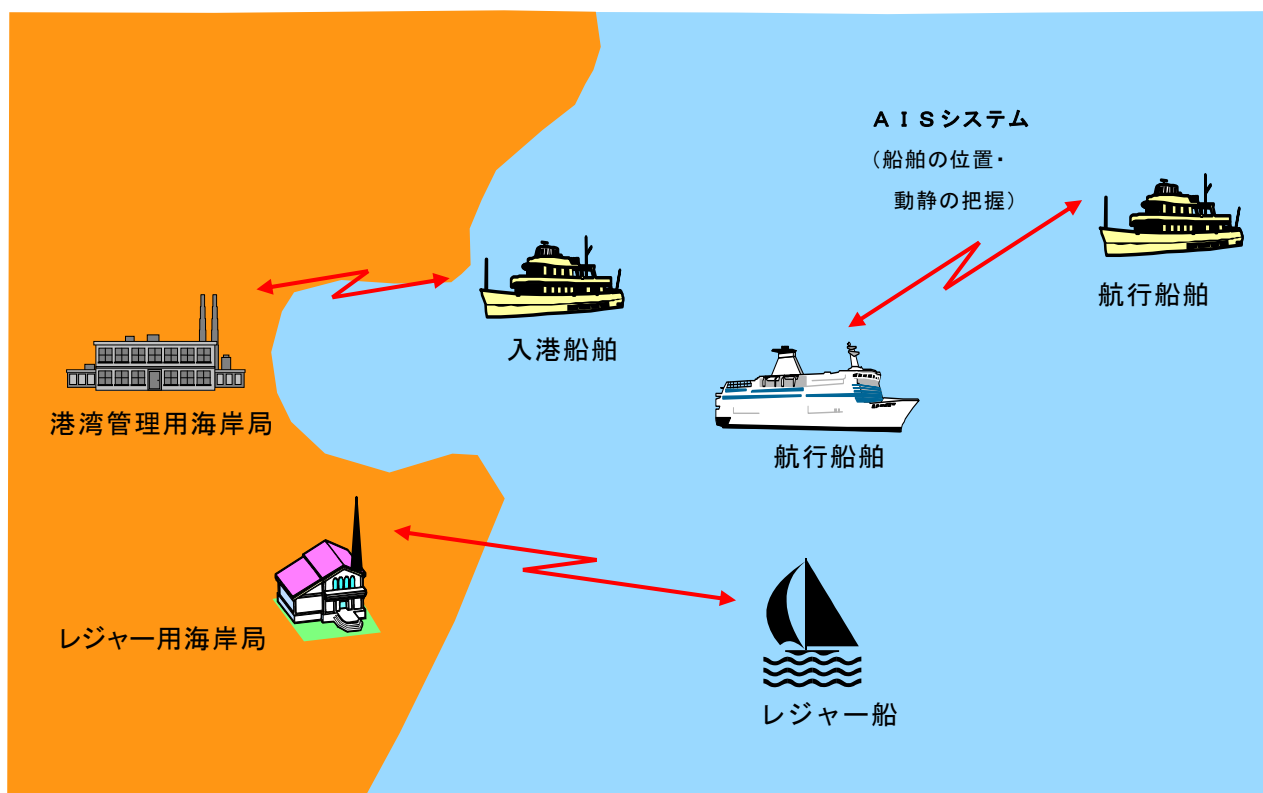 ＡＩＳシステム
（船舶の位置・
動静の把握）
航行船舶
入港船舶
港湾管理用海岸局
航行船舶
レジャー用海岸局
レジャー船